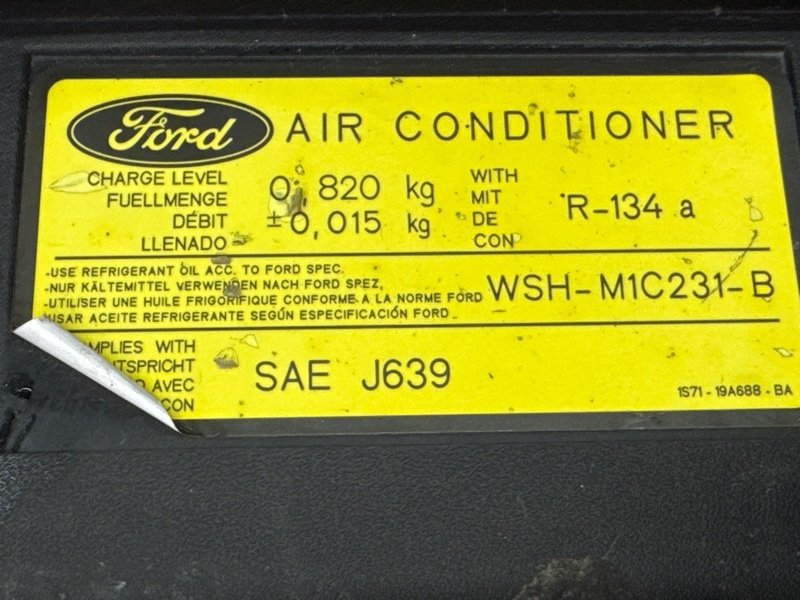 Ford AIR CONDITIONER
CHARGE LEVEL
FUELLMENGE
DÉBIT
LLENADO
0,820 kg
±0,015 kg
WITH
MIT
DE
CON
R-134 a
-USE REFRIGERANT OIL ACC. TO FORD SPEC.
-NUR KÄLTEMITTEL VERWENDEN NACH FORD SPEZ,
-UTILISER UNE HUILE FRIGORIFIQUE CONFORME A LA NORME FORD
USAR ACEITE REFRIGERANTE SEGÚN ESPECIFICACIÓN FORD
WSH-M1C231-B
MPLIES WITH
TSPRICHT
AVEC
CON
SAE J639
1S71-19A688-BA